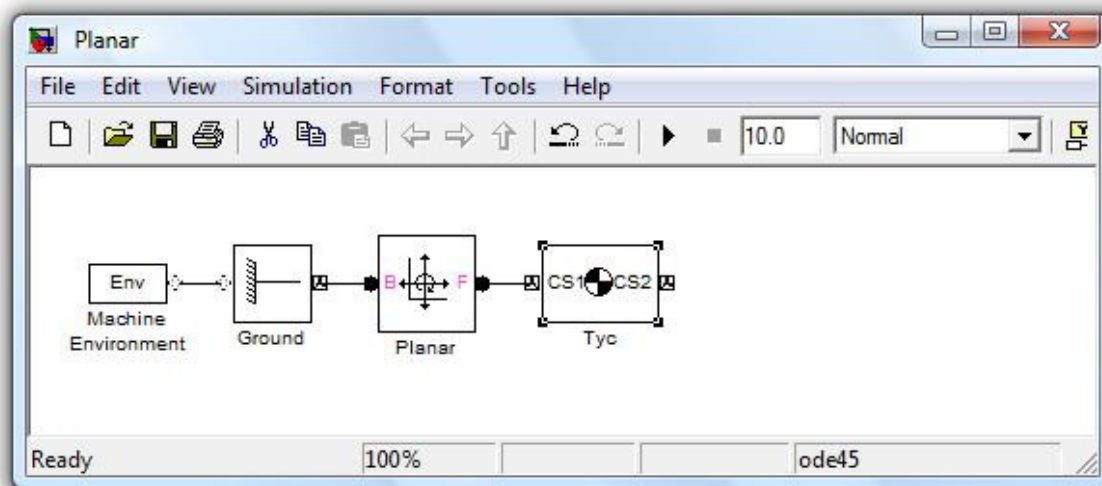 Planar
File Edit View Simulation Format Tools Help
10.0 Normal
Env B F CS1 CS2
Machine
Environment
Ground
Planar
Tyc
Ready 100% ode45